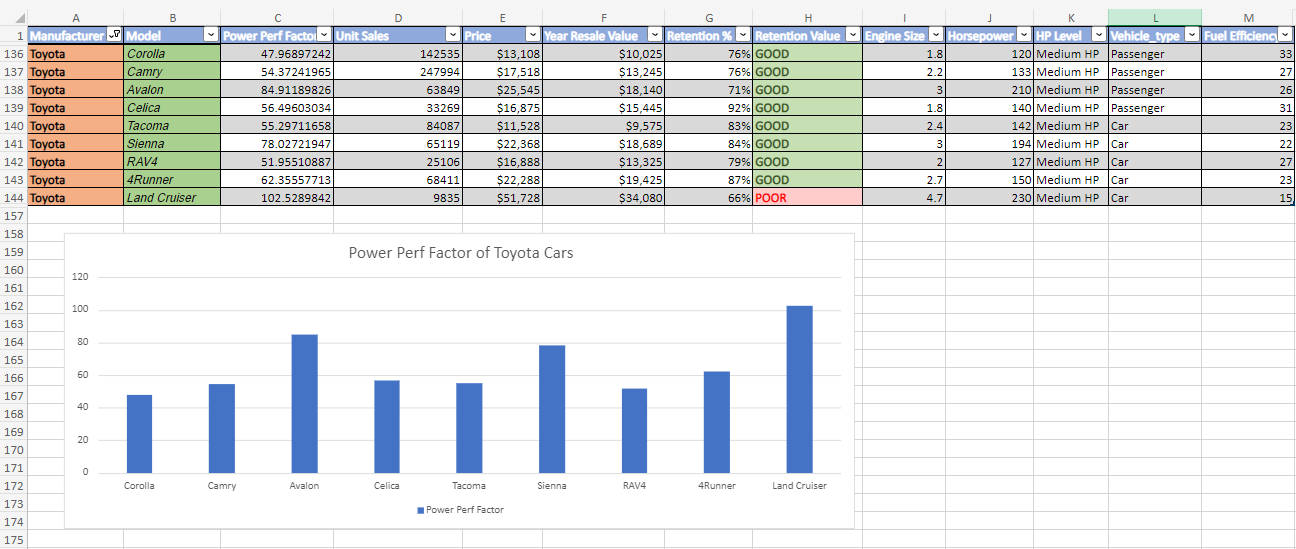 A B C D E F G H I J K L M
1 Manufacturer Model Power Perf Factor Unit Sales Price Year Resale Value Retention % Retention Value Engine Size Horsepower HP Level Vehicle_type Fuel Efficienc
136 Toyota Corolla 47.96897242 142535 $13,108 $10,025 76% GOOD 1.8 120 Medium HP Passenger 33
137 Toyota Camry 54.37241965 247994 $17,518 $13,245 76% GOOD 2.2 133 Medium HP Passenger 27
138 Toyota Avalon 84.91189826 63849 $25,545 $18,140 71% GOOD 3 210 Medium HP Passenger 26
139 Toyota Celica 56.49603034 33269 $16,875 $15,445 92% GOOD 1.8 140 Medium HP Passenger 31
140 Toyota Tacoma 55.29711658 84087 $11,528 $9,575 83% GOOD 2.4 142 Medium HP Car 23
141 Toyota Sienna 78.02721947 65119 $22,368 $18,689 84% GOOD 3 194 Medium HP Car 22
142 Toyota RAV4 51.95510887 25106 $16,888 $13,325 79% GOOD 2 127 Medium HP Car 27
143 Toyota 4Runner 62.35557713 68411 $22,288 $19,425 87% GOOD 2.7 150 Medium HP Car 23
144 Toyota Land Cruiser 102.5289842 9835 $51,728 $34,080 66% POOR 4.7 230 Medium HP Car 15
157
158
159
160
161
162
163
164
165
166
167
168
169
170
171
172
173
174
175
Power Perf Factor of Toyota Cars
120
100
80
60
40
20
0
Corolla Camry Avalon Celica Tacoma Sienna RAV4 4Runner Land Cruiser
Power Perf Factor